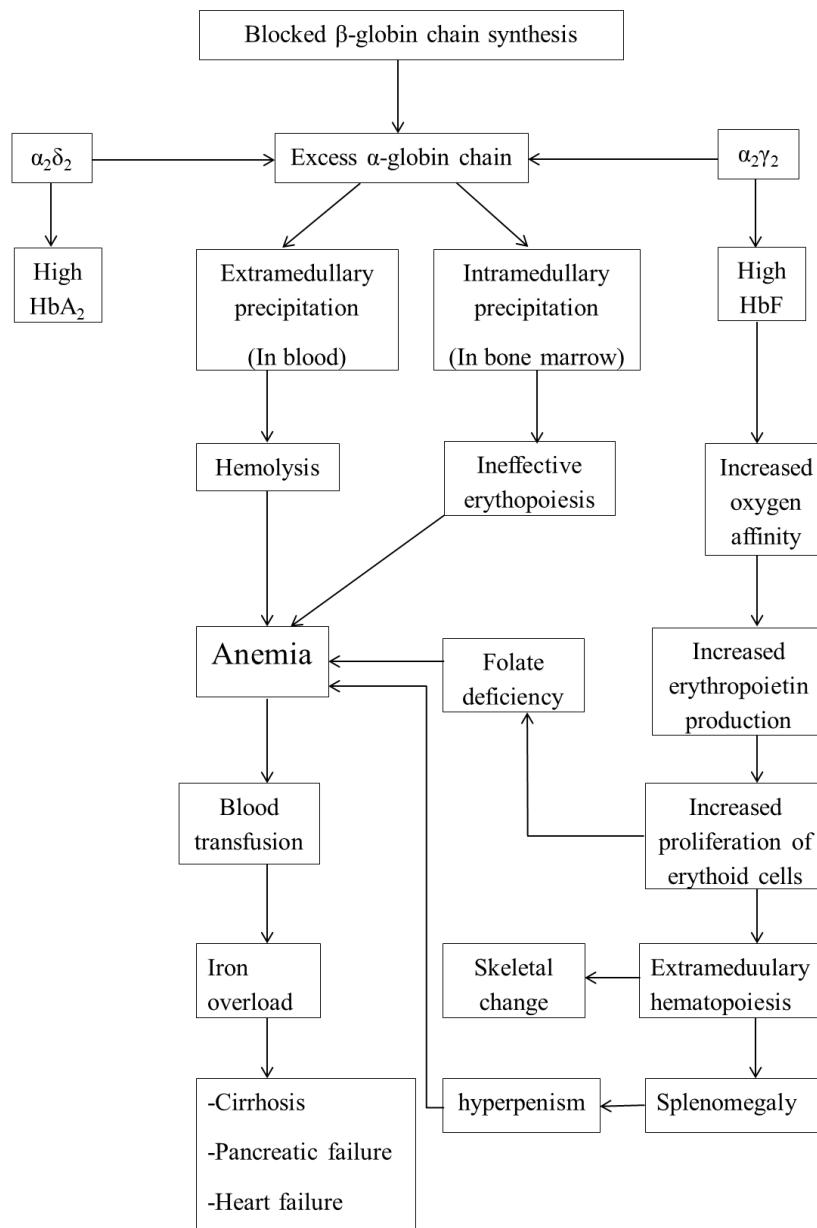 Blocked β-globin chain synthesis
α₂δ₂
Excess α-globin chain
α₂γ₂
High
HbA₂
Extramedullary
precipitation
(In blood)
Intramedullary
precipitation
(In bone marrow)
High
HbF
Hemolysis
Ineffective
erythopoiesis
Increased
oxygen
affinity
Anemia
Folate
deficiency
Increased
erythropoietin
production
Blood
transfusion
Increased
proliferation of
erythoid cells
Iron
overload
Skeletal
change
Extrameduulary
hematopoiesis
-Cirrhosis
-Pancreatic failure
-Heart failure
hyperpenism
Splenomegaly